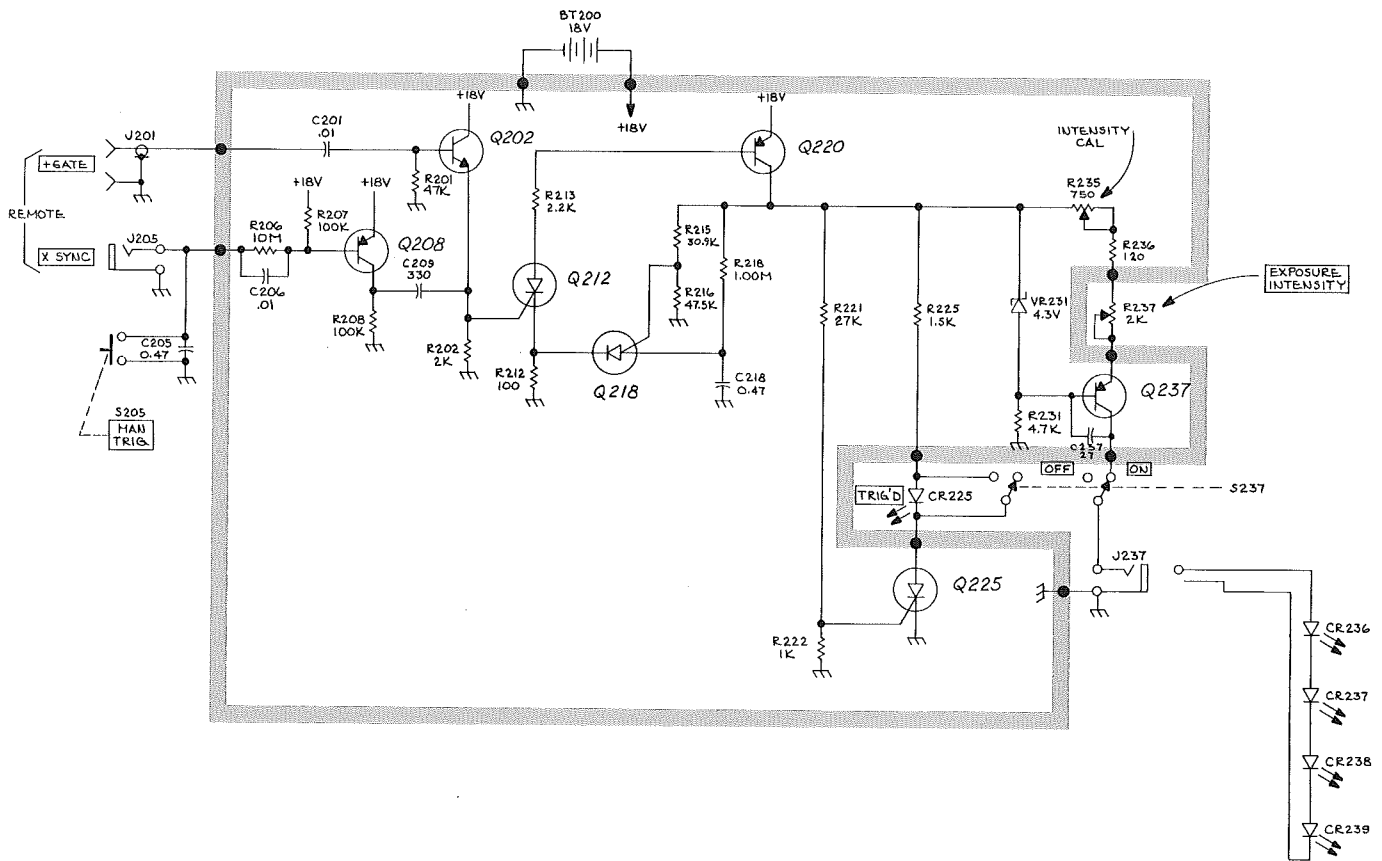 BT200
18V
+18V
+18V
+18V
REMOTE
+GATE
J201
C201
.01
Q202
R201
47K
+18V
+18V
R207
100K
X SYNC
J205
R206
10M
C206
.01
Q208
C209
330
R208
100K
R202
2K
C205
0.47
S205
MAN
TRIG
R213
2.2K
Q212
R212
100
Q218
R215
30.9K
R216
47.5K
R218
1.00M
C218
0.47
Q220
R221
27K
R225
1.5K
VR231
4.3V
R231
4.7K
INTENSITY
CAL
R235
750
R236
120
EXPOSURE
INTENSITY
R237
2K
Q237
C237
27
OFF
ON
S237
TRIG'D
CR225
Q225
R222
1K
J237
CR236
CR237
CR238
CR239